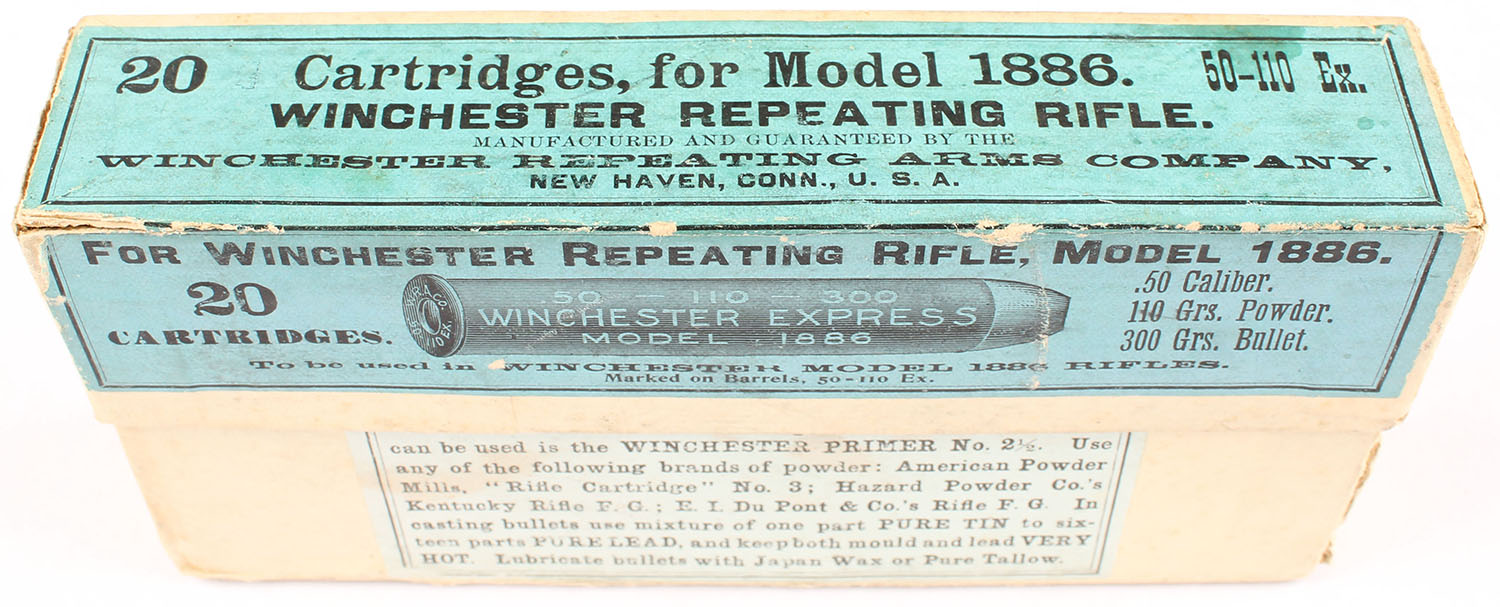 20 Cartridges, for Model 1886. 50-110 Ex.
WINCHESTER REPEATING RIFLE.
MANUFACTURED AND GUARANTEED BY THE
WINCHESTER REPEATING ARMS COMPANY,
NEW HAVEN, CONN., U. S. A.
FOR WINCHESTER REPEATING RIFLE, MODEL 1886.
20
CARTRIDGES.
W.R.A.CO.
50-110 EX.
.50 — 110 — 300
WINCHESTER EXPRESS
MODEL 1886
.50 Caliber.
110 Grs. Powder.
300 Grs. Bullet.
To be used in WINCHESTER MODEL 1886 RIFLES.
Marked on Barrels, 50-110 Ex.
can be used is the WINCHESTER PRIMER No. 2½. Use
any of the following brands of powder: American Powder
Mills, "Rifle Cartridge" No. 3; Hazard Powder Co.'s
Kentucky Rifle F. G.; E. I. Du Pont & Co.'s Rifle F. G. In
casting bullets use mixture of one part PURE TIN to six-
teen parts PURE LEAD, and keep both mould and lead VERY
HOT. Lubricate bullets with Japan Wax or Pure Tallow.